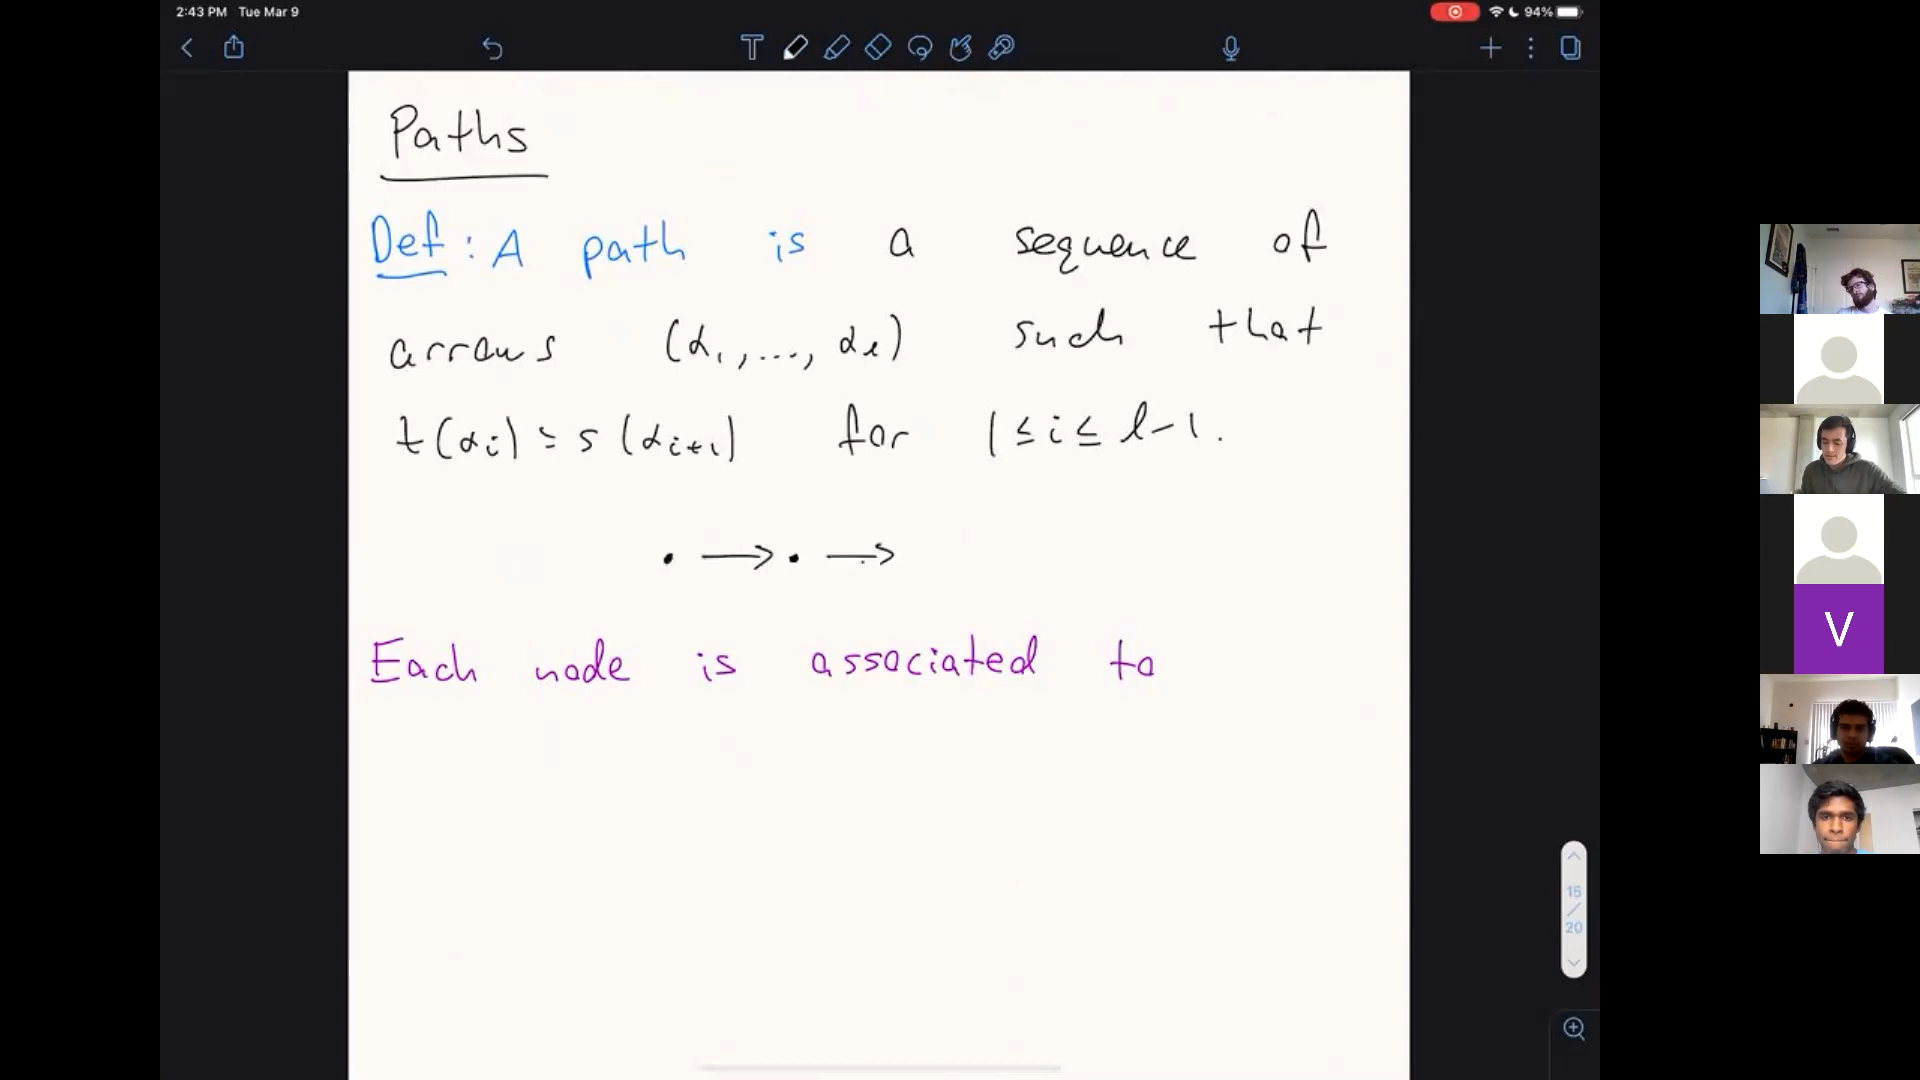 2:43 PM Tue Mar 9
94%
Paths
Def: A path is a sequence of
arrows (α₁, ..., αₗ) such that
t(αᵢ) = s(αᵢ₊₁) for 1 ≤ i ≤ l-1.
Each node is associated to
V
15
/
20